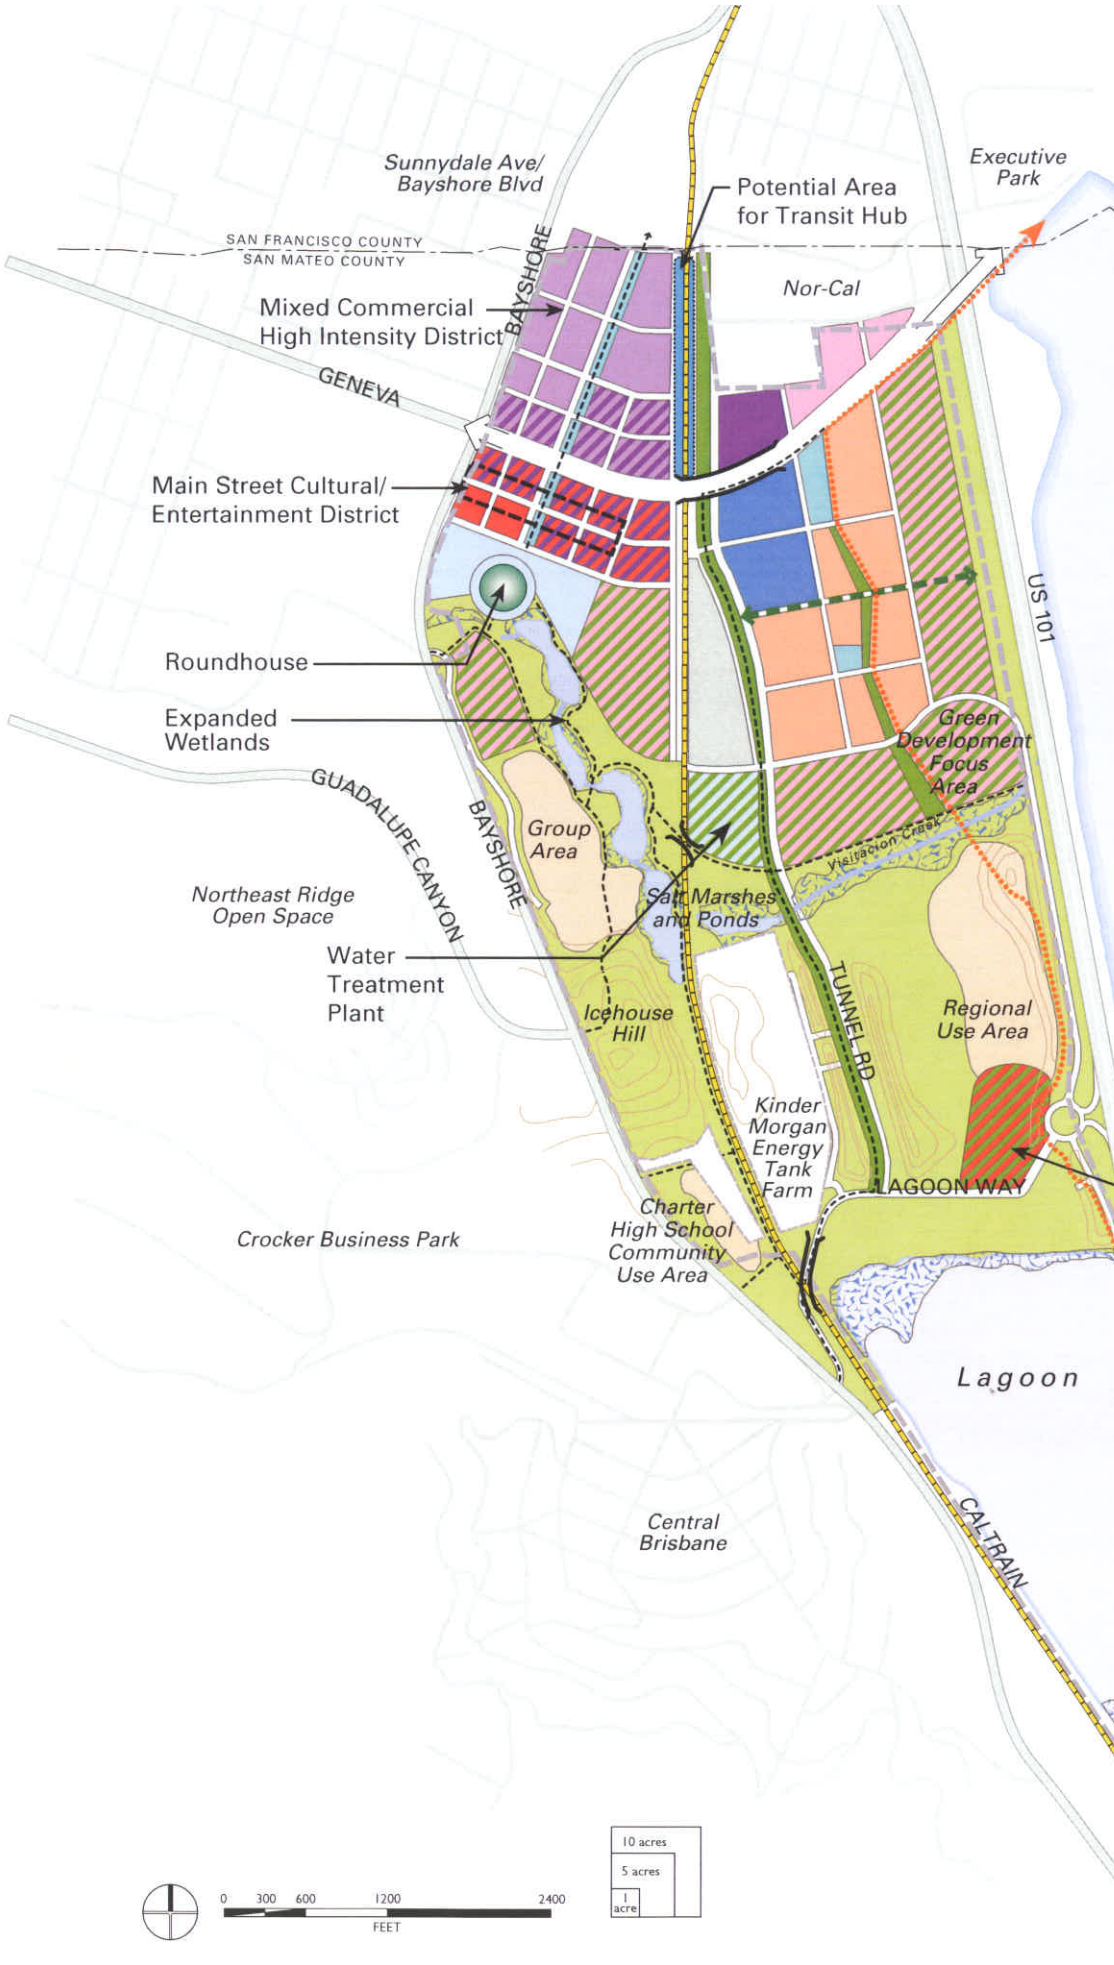 Sunnydale Ave/
Bayshore Blvd
Executive
Park
Potential Area
for Transit Hub
SAN FRANCISCO COUNTY
SAN MATEO COUNTY
BAYSHORE
Nor-Cal
Mixed Commercial
High Intensity District
GENEVA
Main Street Cultural/
Entertainment District
US 101
Roundhouse
Expanded
Wetlands
Green
Development
Focus
Area
GUADALUPE CANYON
BAYSHORE
Group
Area
Visitacion Creek
Northeast Ridge
Open Space
Salt Marshes
and Ponds
Water
Treatment
Plant
Icehouse
Hill
TUNNEL RD
Regional
Use Area
Kinder
Morgan
Energy
Tank
Farm
LAGOON WAY
Charter
High School
Community
Use Area
Crocker Business Park
Lagoon
Central
Brisbane
CALTRAIN
10 acres
5 acres
1
acre
0 300 600 1200 2400
FEET